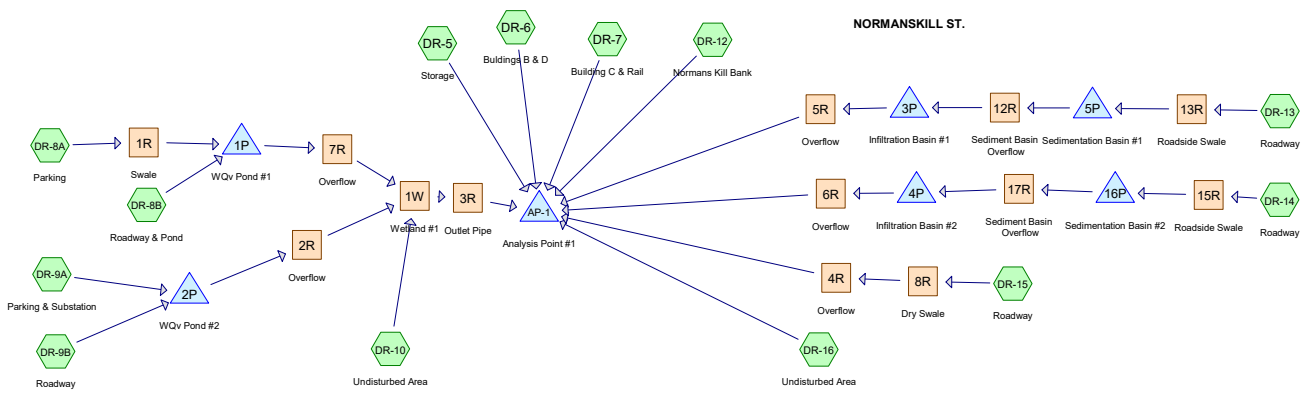 NORMANSKILL ST.
DR-5
Storage
DR-6
Buldings B & D
DR-7
Building C & Rail
DR-12
Normans Kill Bank
DR-8A
Parking
1R
Swale
1P
WQv Pond #1
7R
Overflow
DR-8B
Roadway & Pond
1W
Wetland #1
3R
Outlet Pipe
AP-1
Analysis Point #1
2R
Overflow
DR-9A
Parking & Substation
2P
WQv Pond #2
DR-9B
Roadway
DR-10
Undisturbed Area
5R
Overflow
3P
Infiltration Basin #1
12R
Sediment Basin
Overflow
5P
Sedimentation Basin #1
13R
Roadside Swale
DR-13
Roadway
6R
Overflow
4P
Infiltration Basin #2
17R
Sediment Basin
Overflow
16P
Sedimentation Basin #2
15R
Roadside Swale
DR-14
Roadway
4R
Overflow
8R
Dry Swale
DR-15
Roadway
DR-16
Undisturbed Area